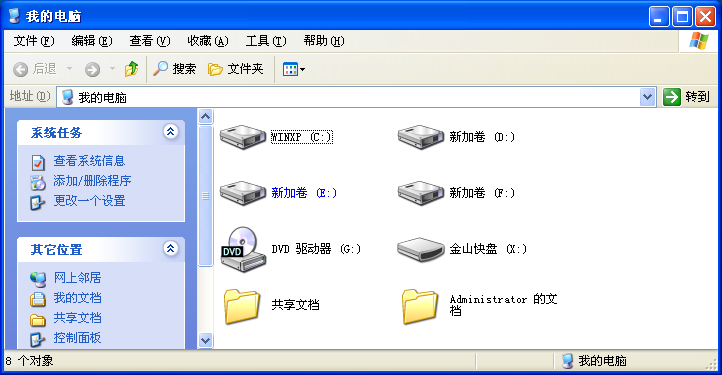 我的电脑
文件(F) 编辑(E) 查看(V) 收藏(A) 工具(T) 帮助(H)
后退 搜索 文件夹
地址(D) 我的电脑 转到
系统任务
查看系统信息
添加/删除程序
更改一个设置
其它位置
网上邻居
我的文档
共享文档
控制面板
WINXP (C:) 新加卷 (D:)
新加卷 (E:) 新加卷 (F:)
DVD DVD 驱动器 (G:) 金山快盘 (X:)
共享文档 Administrator 的文
档
8 个对象 我的电脑